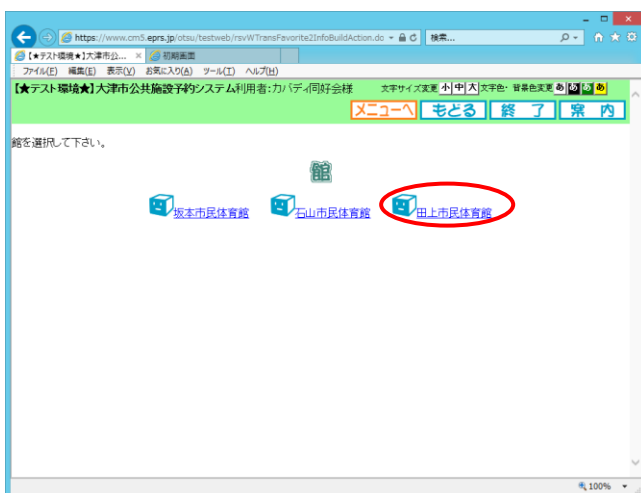 https://www.cm5.eprs.jp/otsu/testweb/rsvWTransFavorite2InfoBuildAction.do
検索...
【★テスト環境★】大津市公...
初期画面
ファイル(F) 編集(E) 表示(V) お気に入り(A) ツール(T) ヘルプ(H)
【★テスト環境★】大津市公共施設予約システム利用者:カバディ同好会様 文字サイズ変更 小 中 大 文字色・背景色変更 あ あ あ あ
メニューへ もどる 終了 案内
館を選択して下さい。
館
坂本市民体育館 石山市民体育館 田上市民体育館
100%